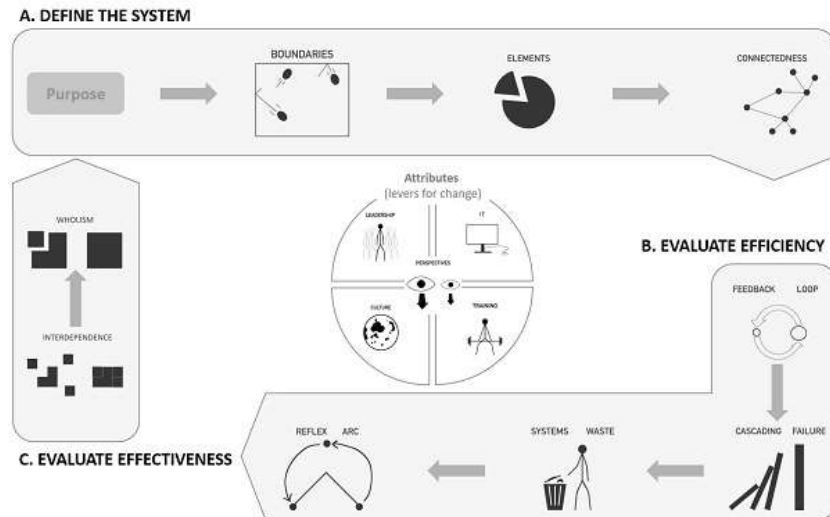 A. DEFINE THE SYSTEM
Purpose
BOUNDARIES
ELEMENTS
CONNECTEDNESS
Attributes
(levers for change)
LEADERSHIP
IT
PERSPECTIVES
CULTURE
TRAINING
B. EVALUATE EFFICIENCY
FEEDBACK LOOP
CASCADING FAILURE
SYSTEMS WASTE
REFLEX ARC
C. EVALUATE EFFECTIVENESS
INTERDEPENDENCE
WHOLISM